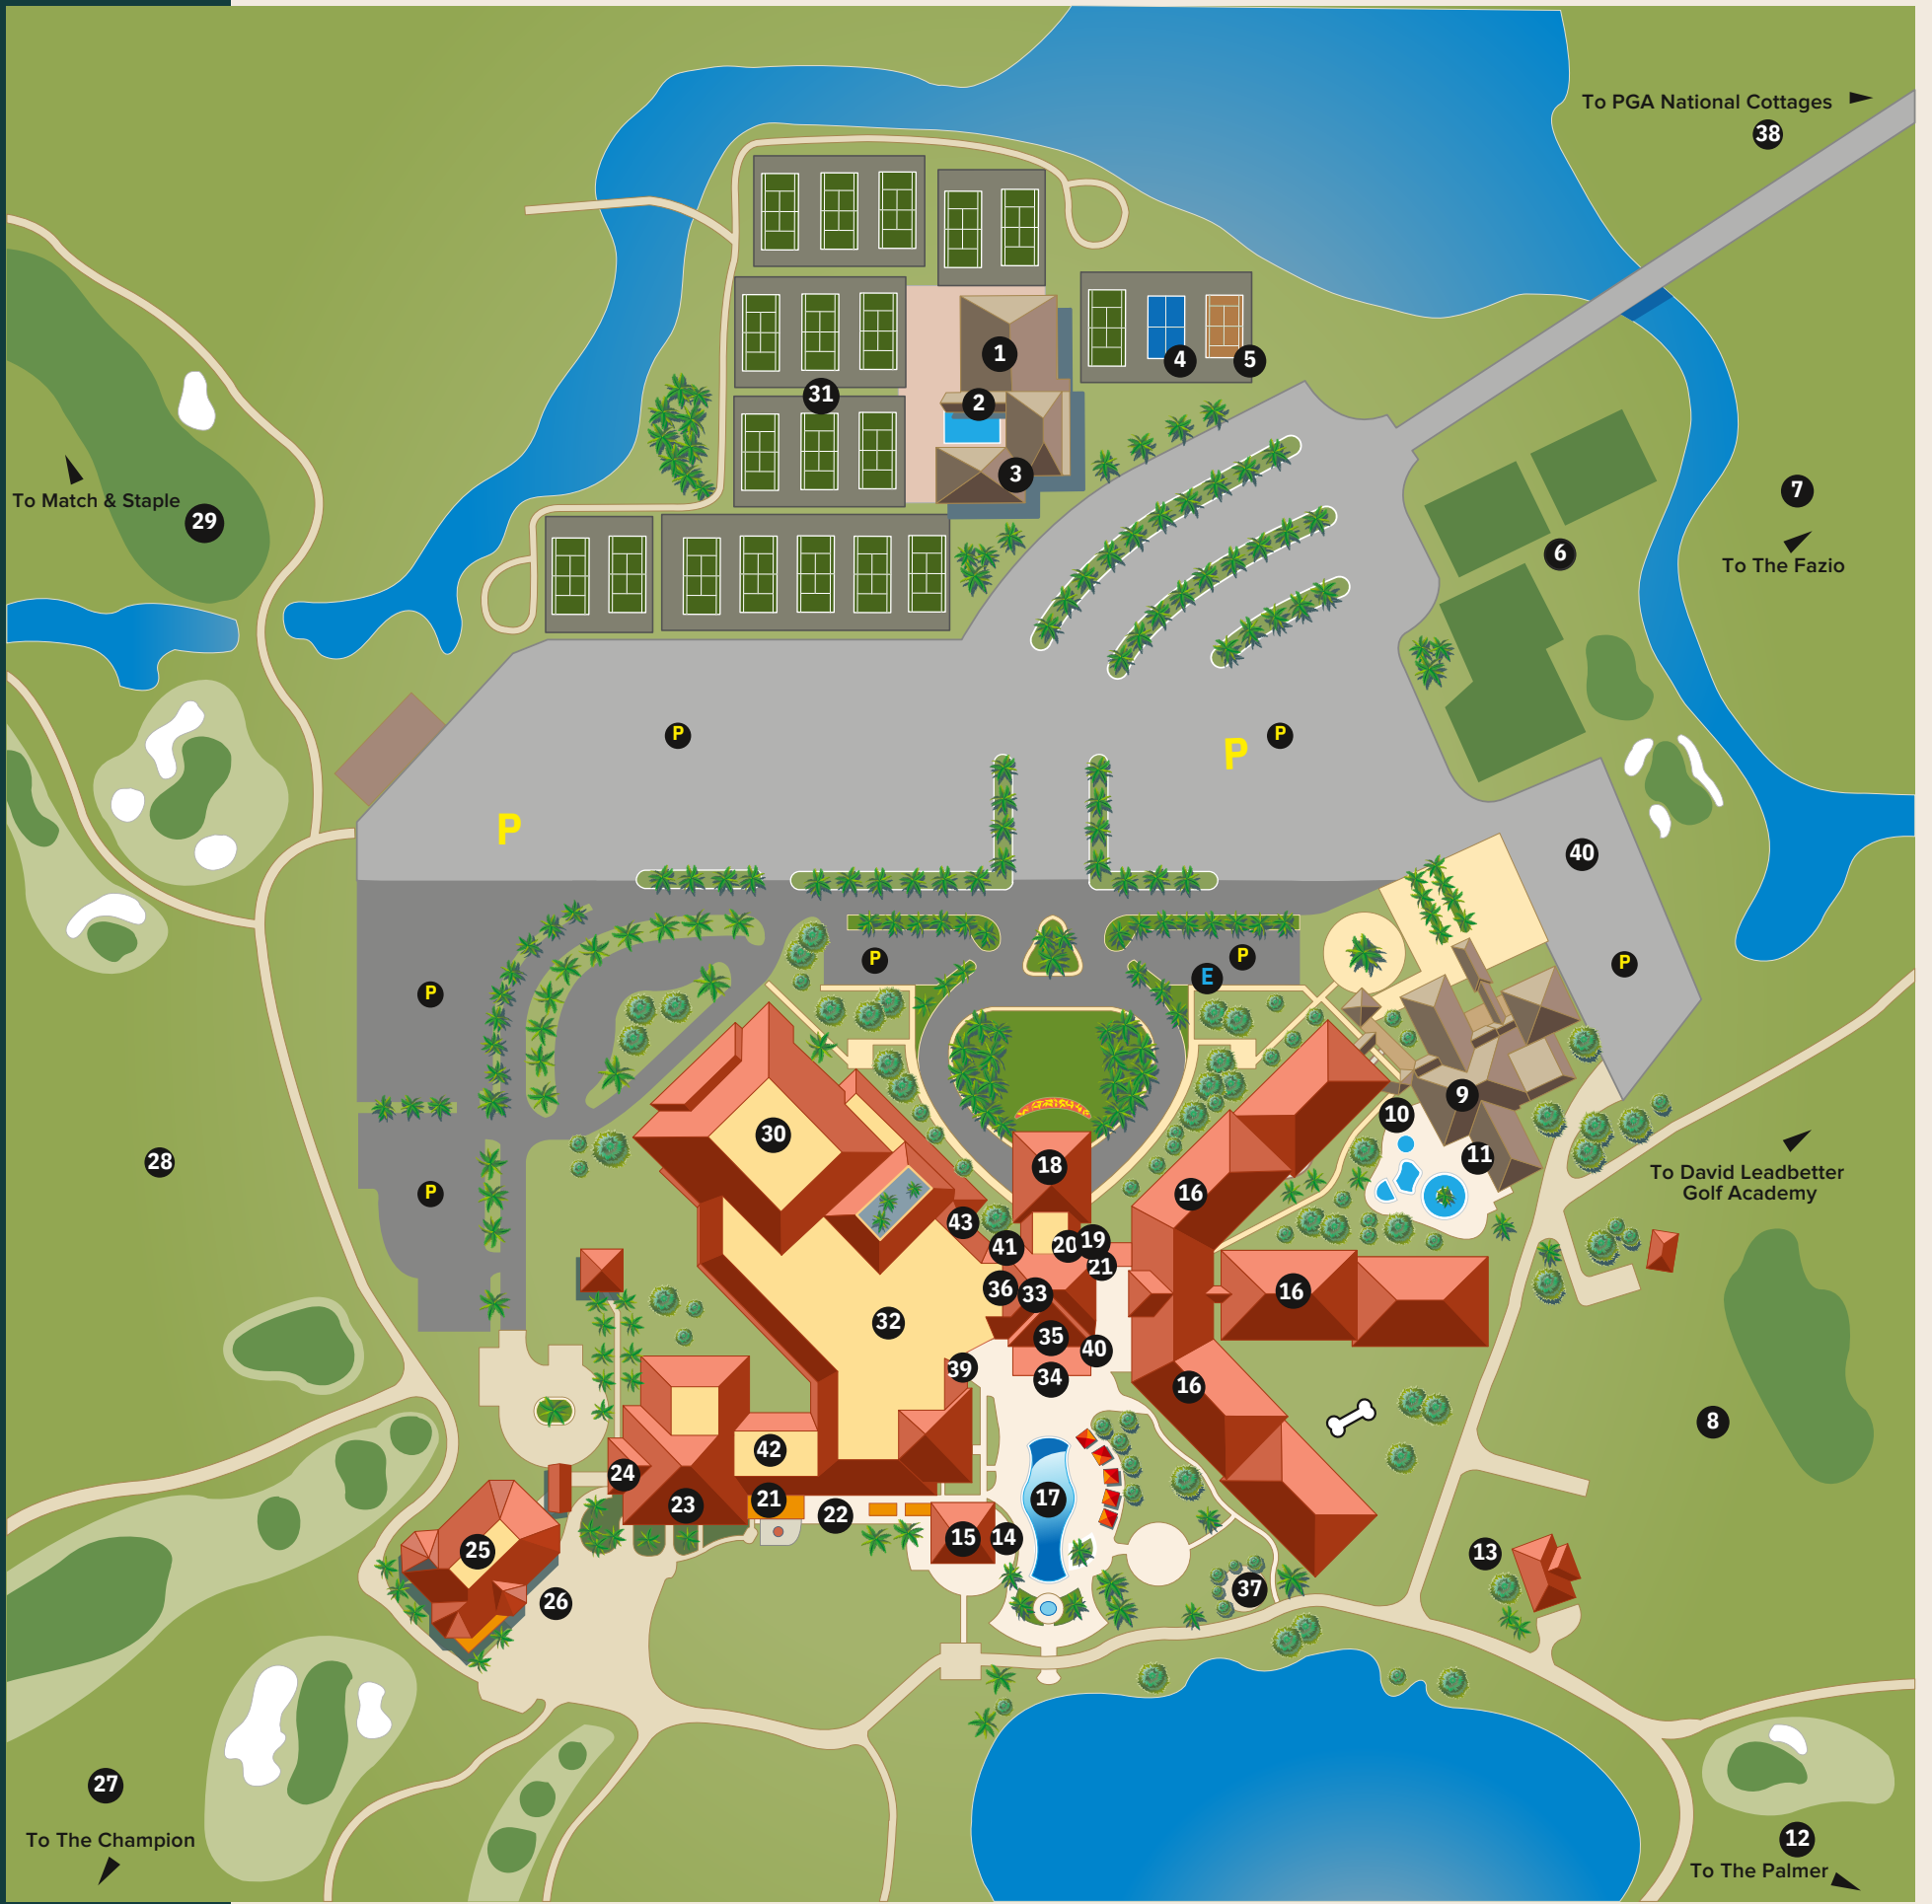 To PGA National Cottages
38
1
4
5
2
31
3
7
To Match & Staple
29
6
To The Fazio
P
P
P
P
40
P
P
P
E
P
9
10
30
28
11
18
To David Leadbetter
Golf Academy
P
16
43
41
20
19
21
36
33
16
32
35
40
39
34
16
8
42
24
17
21
23
22
15
14
25
13
37
26
27
To The Champion
12
To The Palmer